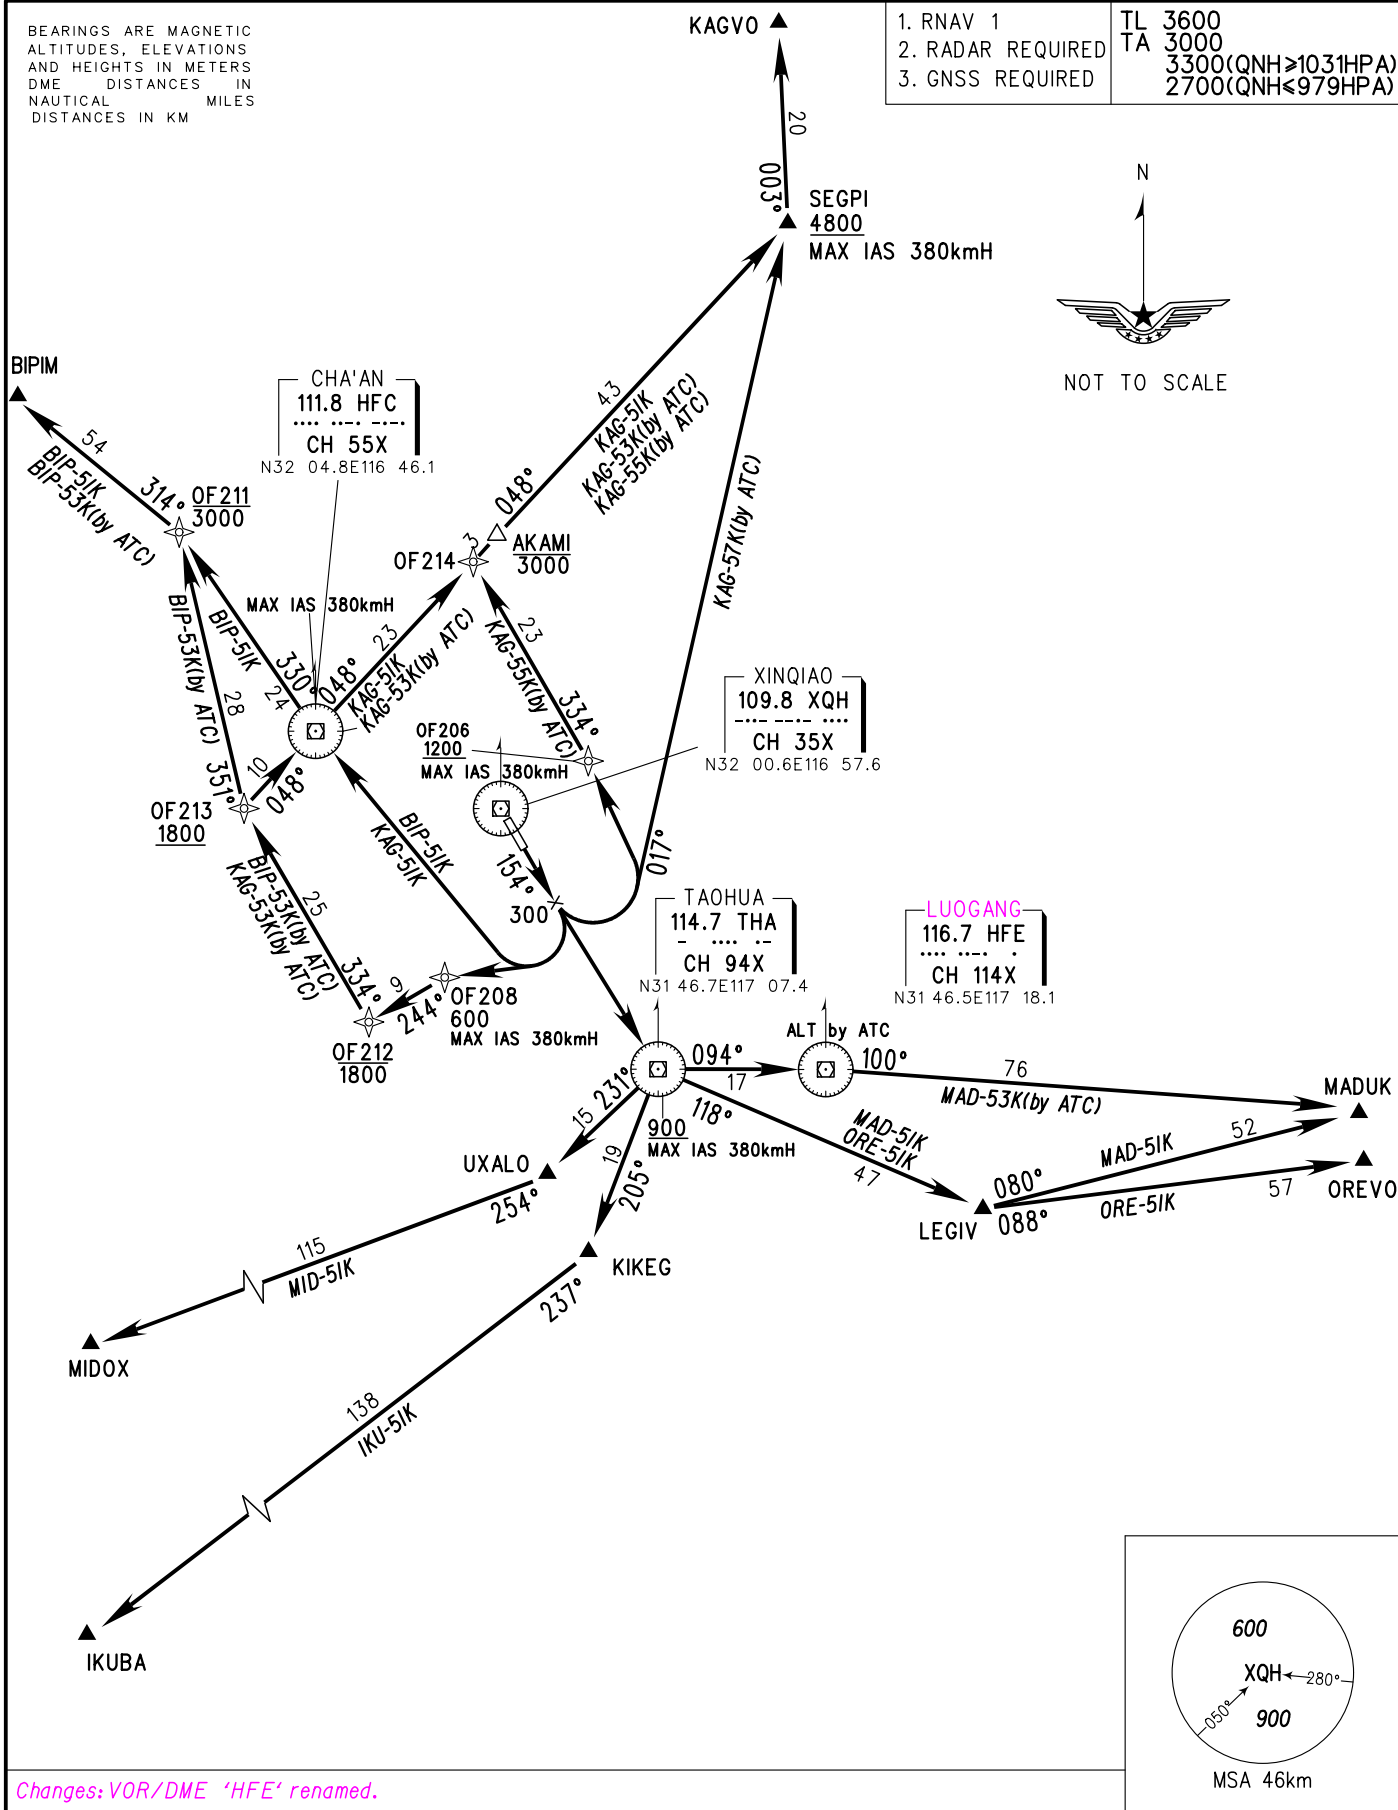 BEARINGS ARE MAGNETIC
ALTITUDES, ELEVATIONS
AND HEIGHTS IN METERS
DME DISTANCES IN
NAUTICAL MILES
DISTANCES IN KM
1. RNAV 1
2. RADAR REQUIRED
3. GNSS REQUIRED
TL 3600
TA 3000
3300(QNH≥1031HPA)
2700(QNH≤979HPA)
KAGVO
20
003°
SEGPI
4800
MAX IAS 380kmH
N
NOT TO SCALE
BIPIM
54
BIP-51K
BIP-53K(by ATC)
314°
OF211
3000
CHA'AN
111.8 HFC
CH 55X
N32 04.8E116 46.1
43
KAG-51K
KAG-53K(by ATC)
KAG-55K(by ATC)
048°
KAG-57K(by ATC)
OF214
3
AKAMI
3000
MAX IAS 380kmH
BIP-53K(by ATC)
BIP-51K
330°
24
28
351°
048°
23
KAG-51K
KAG-53K(by ATC)
23
KAG-55K(by ATC)
334°
XINQIAO
109.8 XQH
CH 35X
N32 00.6E116 57.6
OF206
1200
MAX IAS 380kmH
10
048°
OF213
1800
BIP-51K
KAG-51K
017°
154°
300
25
BIP-53K(by ATC)
KAG-53K(by ATC)
334°
9
244°
OF208
600
MAX IAS 380kmH
OF212
1800
TAOHUA
114.7 THA
CH 94X
N31 46.7E117 07.4
LUOGANG
116.7 HFE
CH 114X
N31 46.5E117 18.1
ALT by ATC
094°
17
100°
76
MAD-53K(by ATC)
MADUK
231°
15
118°
900
MAX IAS 380kmH
MAD-51K
ORE-51K
47
19
205°
UXALO
254°
KIKEG
237°
LEGIV
080°
088°
MAD-51K
52
ORE-51K
57
OREVO
115
MID-51K
MIDOX
138
IKU-51K
IKUBA
600
XQH
280°
050°
900
MSA 46km
Changes: VOR/DME 'HFE' renamed.